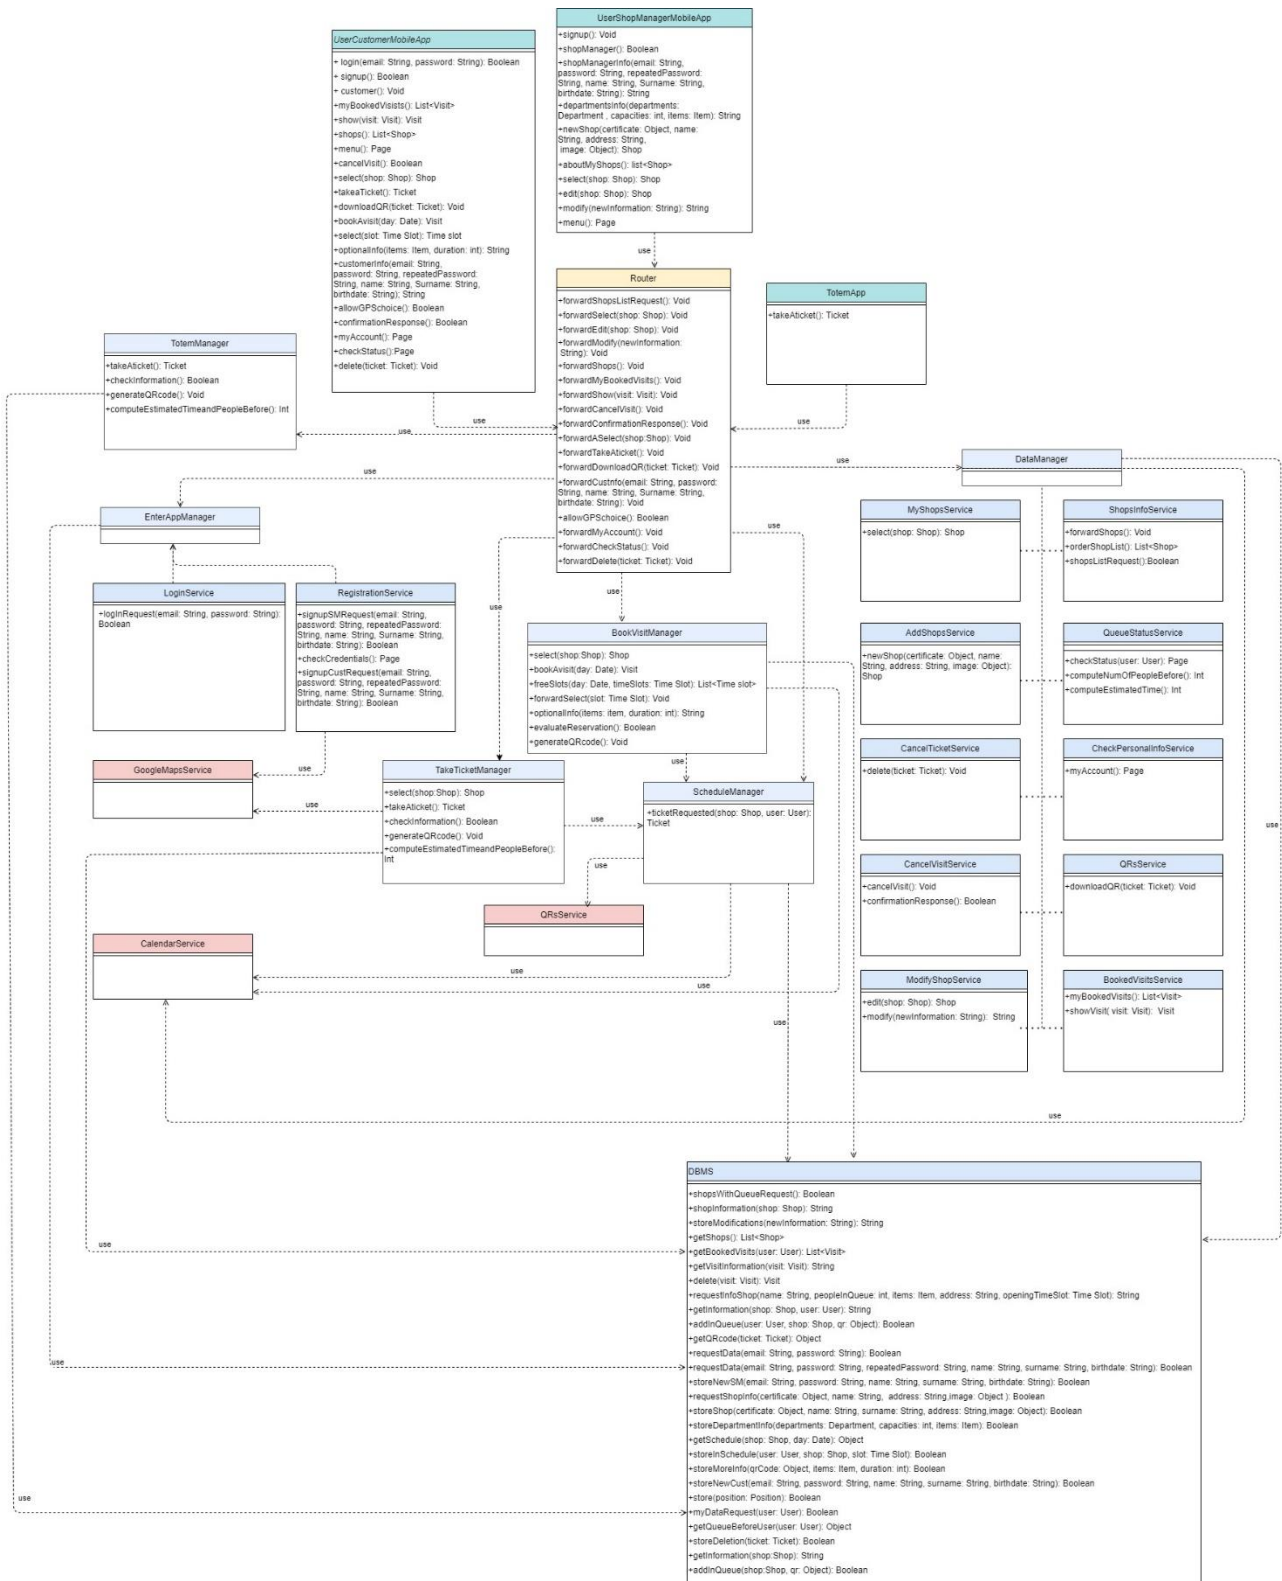 UserShopManagerMobileApp
+signup(): Void
+shopManager(): Boolean
+shopManagerInfo(email: String,
password: String, repeatedPassword:
String, name: String, Surname: String,
birthdate: String): String
+departmentsInfo(departments:
Department , capacities: int, items: Item): String
+newShop(certificate: Object, name:
String, address: String,
image: Object): Shop
+aboutMyShops(): list<Shop>
+select(shop: Shop): Shop
+edit(shop: Shop): Shop
+modify(newInformation: String): String
+menu(): Page
UserCustomerMobileApp
+ login(email: String, password: String): Boolean
+ signup(): Boolean
+ customer(): Void
+myBookedVisists(): List<Visit>
+show(visit: Visit): Visit
+shops(): List<Shop>
+menu(): Page
+cancelVisit(): Boolean
+select(shop: Shop): Shop
+takeaTicket(): Ticket
+downloadQR(ticket: Ticket): Void
+bookAvisit(day: Date): Visit
+select(slot: Time Slot): Time slot
+optionalInfo(items: Item, duration: int): String
+customerInfo(email: String,
password: String, repeatedPassword:
String, name: String, Surname: String,
birthdate: String); String
+allowGPSchoice(): Boolean
+confirmationResponse(): Boolean
+myAccount(): Page
+checkStatus():Page
+delete(ticket: Ticket): Void
use
Router
+forwardShopsListRequest(): Void
+forwardSelect(shop: Shop): Void
+forwardEdit(shop: Shop): Void
+forwardModify(newInformation:
String): Void
+forwardShops(): Void
+forwardMyBookedVisits(): Void
+forwardShow(visit: Visit): Void
+forwardCancelVisit(): Void
+forwardConfirmationResponse(): Void
+forwardASelect(shop:Shop): Void
+forwardTakeAticket(): Void
+forwardDownloadQR(ticket: Ticket): Void
+forwardCustnfo(email: String, password:
String, name: String, Surname: String,
birthdate: String): Void
+allowGPSchoice(): Boolean
+forwardMyAccount(): Void
+forwardCheckStatus(): Void
+forwardDelete(ticket: Ticket): Void
TotemApp
+takeAticket(): Ticket
TotemManager
+takeAticket(): Ticket
+checkInformation(): Boolean
+generateQRcode(): Void
+computeEstimatedTimeandPeopleBefore(): Int
use
use
use
use
use
DataManager
EnterAppManager
MyShopsService
+select(shop: Shop): Shop
ShopsInfoService
+forwardShops(): Void
+orderShopList(): List<Shop>
+shopsListRequest():Boolean
use
use
use
LoginService
+logInRequest(email: String, password: String):
Boolean
RegistrationService
+signupSMRequest(email: String,
password: String, repeatedPassword:
String, name: String, Surname: String,
birthdate: String): Boolean
+checkCredentials(): Page
+signupCustRequest(email: String,
password: String, repeatedPassword:
String, name: String, Surname: String,
birthdate: String): Boolean
BookVisitManager
+select(shop:Shop): Shop
+bookAvisit(day: Date): Visit
+freeSlots(day: Date, timeSlots: Time Slot): List<Time slot>
+forwardSelect(slot: Time Slot): Void
+optionalInfo(items: item, duration: int): String
+evaluateReservation(): Boolean
+generateQRcode(): Void
AddShopsService
+newShop(certificate: Object, name:
String, address: String, image: Object):
Shop
QueueStatusService
+checkStatus(user: User): Page
+computeNumOfPeopleBefore(): Int
+computeEstimatedTime(): Int
use
use
use
GoogleMapsService
TakeTicketManager
+select(shop:Shop): Shop
+takeAticket(): Ticket
+checkInformation(): Boolean
+generateQRcode(): Void
+computeEstimatedTimeandPeopleBefore():
Int
use
use
use
ScheduleManager
+ticketRequested(shop: Shop, user: User):
Ticket
CancelTicketService
+delete(ticket: Ticket): Void
CheckPersonalInfoService
+myAccount(): Page
CancelVisitService
+cancelVisit(): Void
+confirmationResponse(): Boolean
QRsService
+downloadQR(ticket: Ticket): Void
QRsService
CalendarService
use
use
use
use
ModifyShopService
+edit(shop: Shop): Shop
+modify(newInformation: String): String
BookedVisitsService
+myBookedVisits(): List<Visit>
+showVisit( visit: Visit): Visit
use
use
use
use
DBMS
+shopsWithQueueRequest(): Boolean
+shopInformation(shop: Shop): String
+storeModifications(newInformation: String): String
+getShops(): List<Shop>
+getBookedVisits(user: User): List<Visit>
+getVisitInformation(visit: Visit): String
+delete(visit: Visit): Visit
+requestInfoShop(name: String, peopleInQueue: int, items: Item, address: String, openingTimeSlot: Time Slot): String
+getInformation(shop: Shop, user: User): String
+addInQueue(user: User, shop: Shop, qr: Object): Boolean
+getQRcode(ticket: Ticket): Object
+requestData(email: String, password: String): Boolean
+requestData(email: String, password: String, repeatedPassword: String, name: String, surname: String, birthdate: String): Boolean
+storeNewSM(email: String, password: String, name: String, surname: String, birthdate: String): Boolean
+requestShopInfo(certificate: Object, name: String, address: String,image: Object ): Boolean
+storeShop(certificate: Object, name: String, surname: String, address: String,image: Object): Boolean
+storeDepartmentInfo(departments: Department, capacities: int, items: Item): Boolean
+getSchedule(shop: Shop, day: Date): Object
+storeInSchedule(user: User, shop: Shop, slot: Time Slot): Boolean
+storeMoreInfo(qrCode: Object, items: Item, duration: int): Boolean
+storeNewCust(email: String, password: String, name: String, surname: String, birthdate: String): Boolean
+store(position: Position): Boolean
+myDataRequest(user: User): Boolean
+getQueueBeforeUser(user: User): Object
+storeDeletion(ticket: Ticket): Boolean
+getInformation(shop:Shop): String
+addInQueue(shop:Shop, qr: Object): Boolean